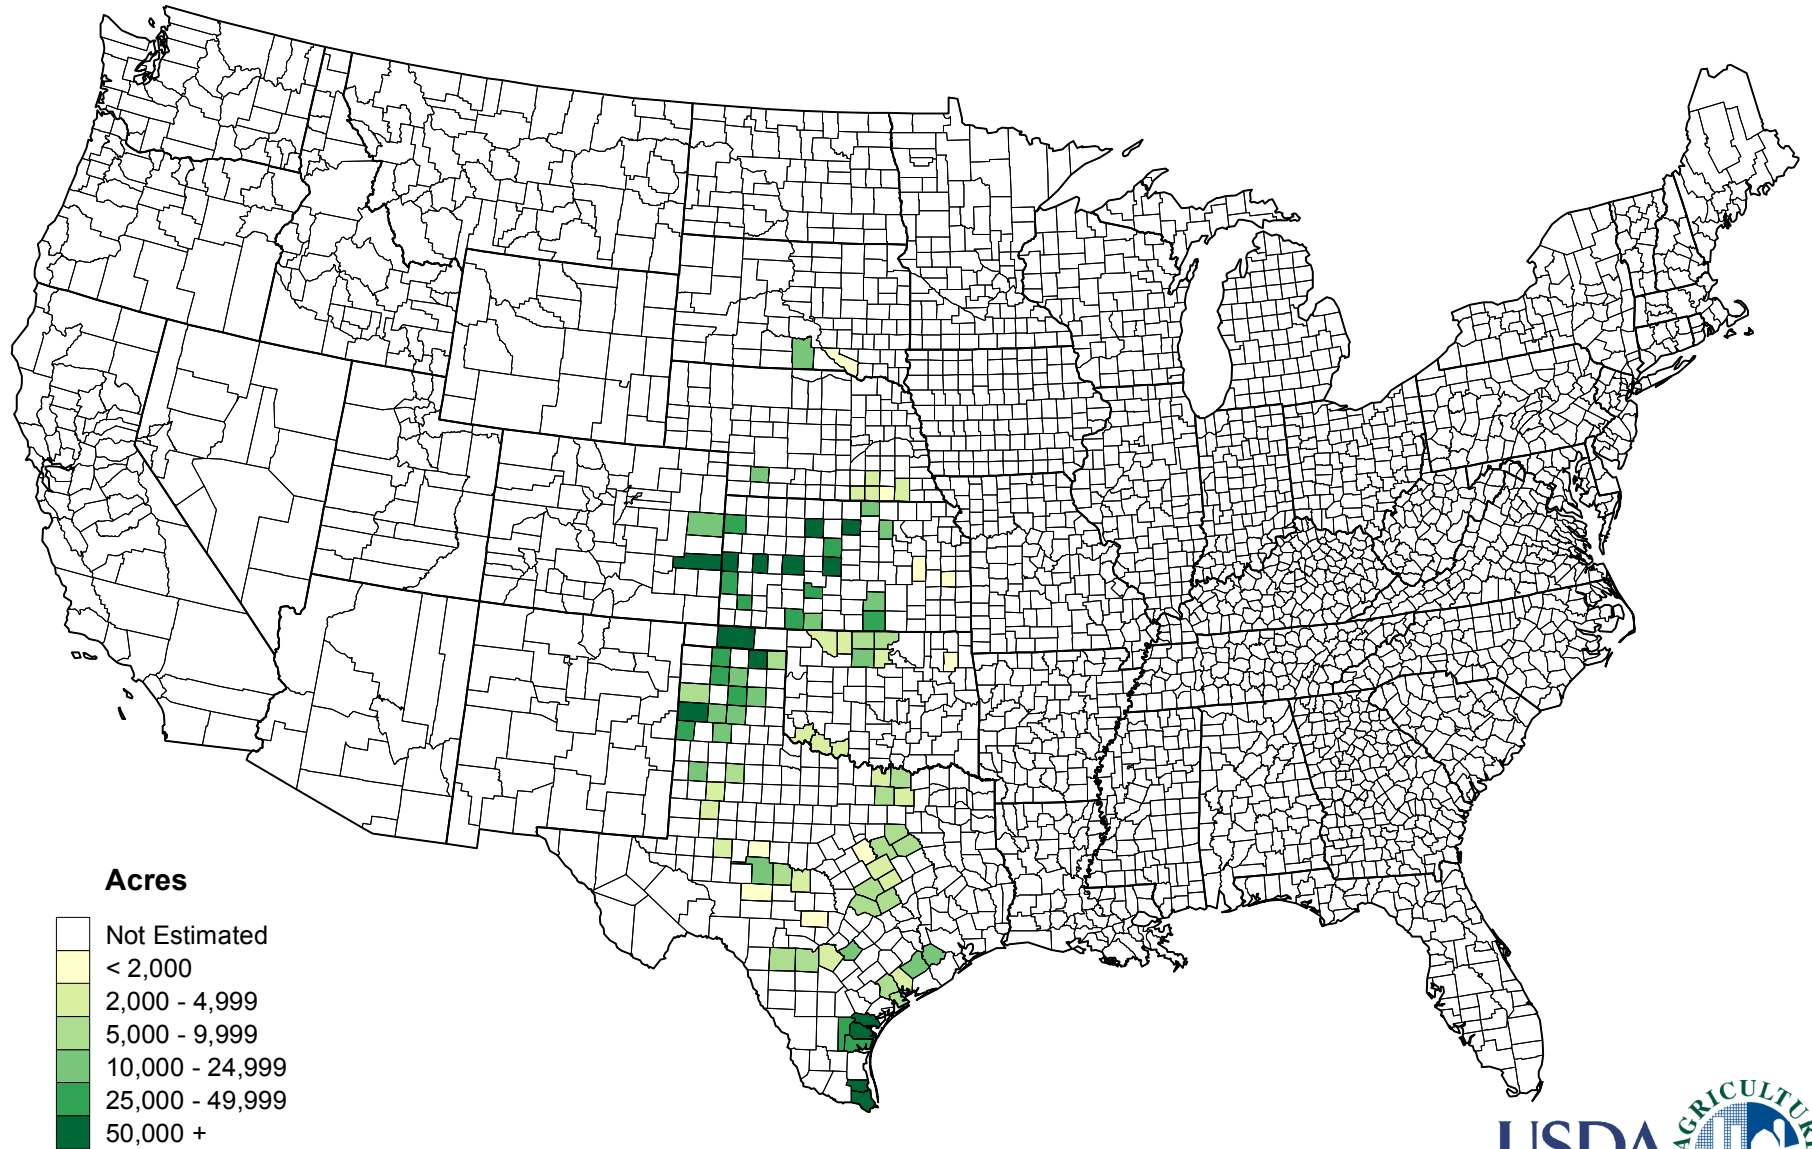 Acres
Not Estimated
< 2,000
2,000 - 4,999
5,000 - 9,999
10,000 - 24,999
25,000 - 49,999
50,000 +
USDA